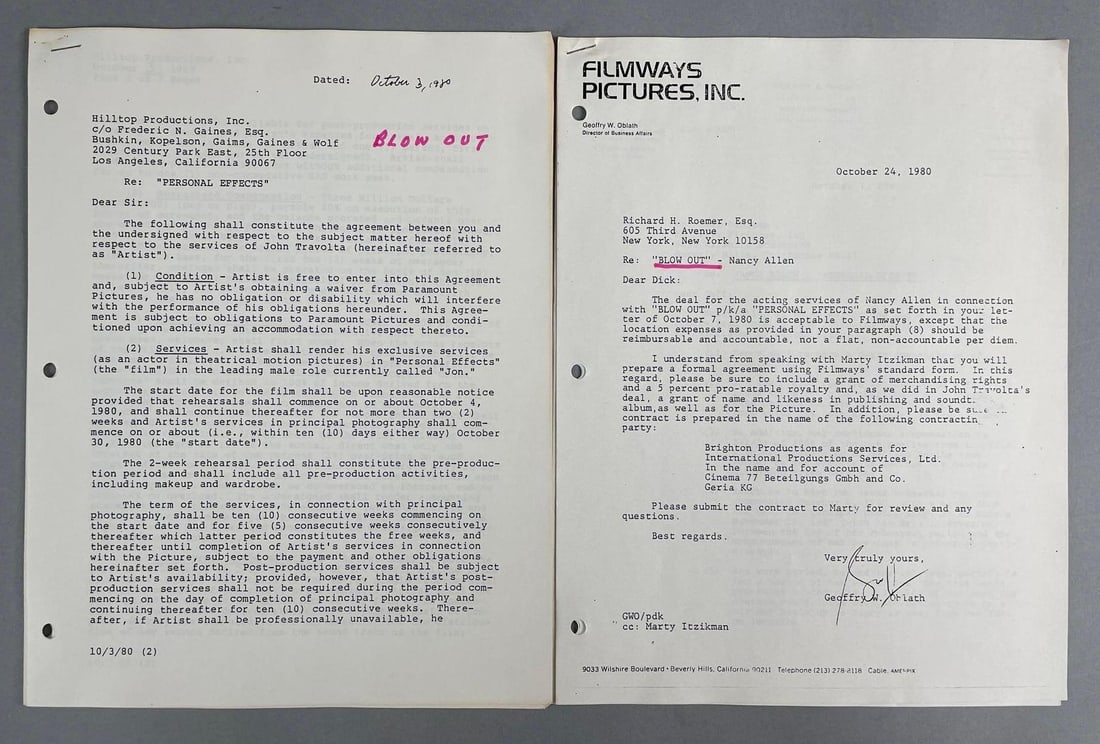 Dated: October 3, 1980
Hilltop Productions, Inc.
c/o Frederic N. Gaines, Esq.
Bushkin, Kopelson, Gaims, Gaines & Wolf
2029 Century Park East, 25th Floor
Los Angeles, California 90067
BLOW OUT
Re: "PERSONAL EFFECTS"
Dear Sir:
The following shall constitute the agreement between you and
the undersigned with respect to the subject matter hereof with
respect to the services of John Travolta (hereinafter referred to
as "Artist").
(1) Condition - Artist is free to enter into this Agreement
and, subject to Artist's obtaining a waiver from Paramount
Pictures, he has no obligation or disability which will interfere
with the performance of his obligations hereunder. This Agree-
ment is subject to obligations to Paramount Pictures and condi-
tioned upon achieving an accommodation with respect thereto.
(2) Services - Artist shall render his exclusive services
(as an actor in theatrical motion pictures) in "Personal Effects"
(the "film") in the leading male role currently called "Jon."
The start date for the film shall be upon reasonable notice
provided that rehearsals shall commence on or about October 4,
1980, and shall continue thereafter for not more than two (2)
weeks and Artist's services in principal photography shall com-
mence on or about (i.e., within ten (10) days either way) October
30, 1980 (the "start date").
The 2-week rehearsal period shall constitute the pre-produc-
tion period and shall include all pre-production activities,
including makeup and wardrobe.
The term of the services, in connection with principal
photography, shall be ten (10) consecutive weeks commencing on
the start date and for five (5) consecutive weeks consecutively
thereafter which latter period constitutes the free weeks, and
thereafter until completion of Artist's services in connection
with the Picture, subject to the payment and other obligations
hereinafter set forth. Post-production services shall be subject
to Artist's availability; provided, however, that Artist's post-
production services shall not be required during the period com-
mencing on the day of completion of principal photography and
continuing thereafter for ten (10) consecutive weeks. There-
after, if Artist shall be professionally unavailable, he
10/3/80 (2)
FILMWAYS
PICTURES, INC.
Geoffry W. Oblath
Director of Business Affairs
October 24, 1980
Richard H. Roemer, Esq.
605 Third Avenue
New York, New York 10158
Re: "BLOW OUT" - Nancy Allen
Dear Dick:
The deal for the acting services of Nancy Allen in connection
with "BLOW OUT" p/k/a "PERSONAL EFFECTS" as set forth in your let-
ter of October 7, 1980 is acceptable to Filmways, except that the
location expenses as provided in your paragraph (8) should be
reimbursable and accountable, not a flat, non-accountable per diem.
I understand from speaking with Marty Itzikman that you will
prepare a formal agreement using Filmways' standard form. In this
regard, please be sure to include a grant of merchandising rights
and a 5 percent pro-ratable royalty and, as we did in John Travolta's
deal, a grant of name and likeness in publishing and
album,as well as for the Picture. In addition, please be
contract is prepared in the name of the following
party:
Brighton Productions as agents for
International Productions Services, Ltd.
In the name and for account of
Cinema 77 Beteilgungs Gmbh and Co.
Geria KG
Please submit the contract to Marty for review and any
questions.
Best regards.
Very truly yours,
Geoffry W. Oblath
GWO/pdk
cc: Marty Itzikman
9033 Wilshire Boulevard • Beverly Hills, California 90211 Telephone (213) 278-8118 Cable: